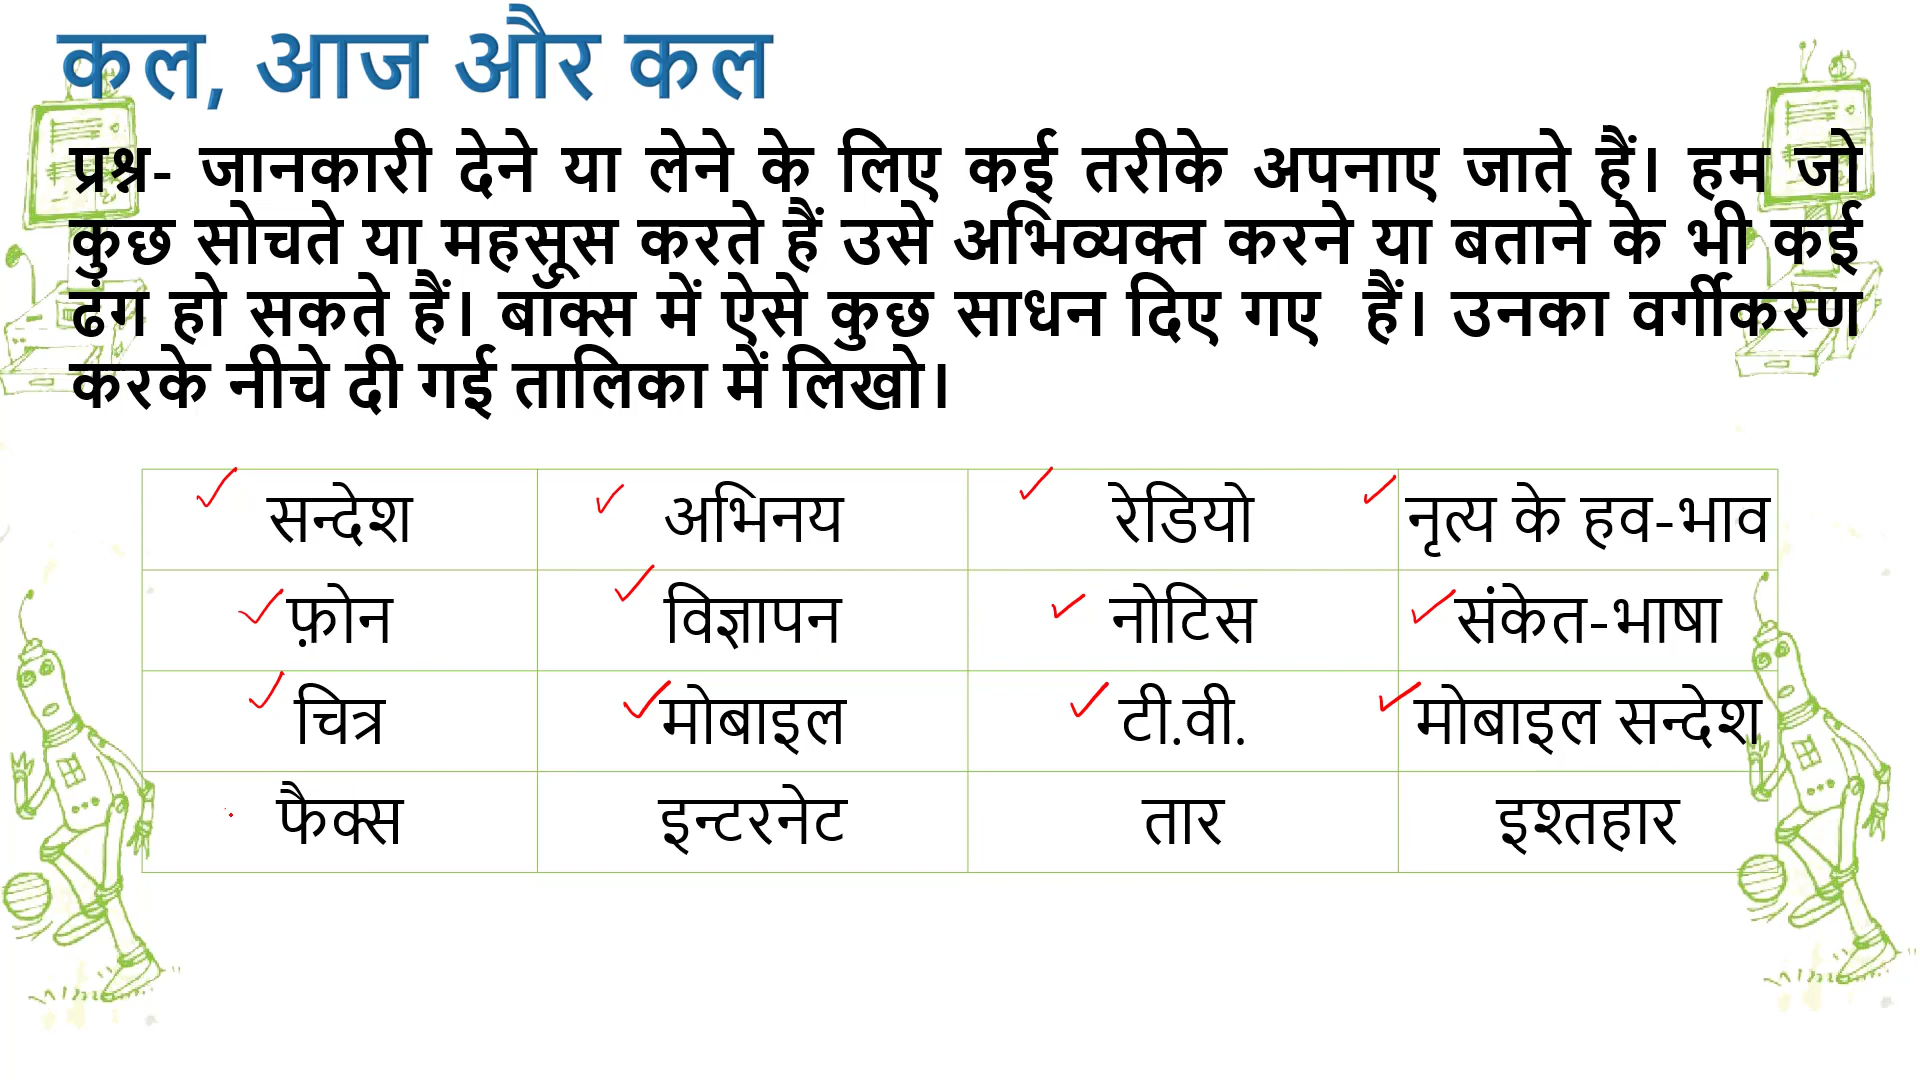 कल, आज और कल
प्रश्न- जानकारी देने या लेने के लिए कई तरीके अपनाए जाते हैं। हम जो
कुछ सोचते या महसूस करते हैं उसे अभिव्यक्त करने या बताने के भी कई
ढंग हो सकते हैं। बॉक्स में ऐसे कुछ साधन दिए गए हैं। उनका वर्गीकरण
करके नीचे दी गई तालिका में लिखो।
सन्देश अभिनय रेडियो नृत्य के हव-भाव
फ़ोन विज्ञापन नोटिस संकेत-भाषा
चित्र मोबाइल टी.वी. मोबाइल सन्देश
फैक्स इन्टरनेट तार इश्तहार